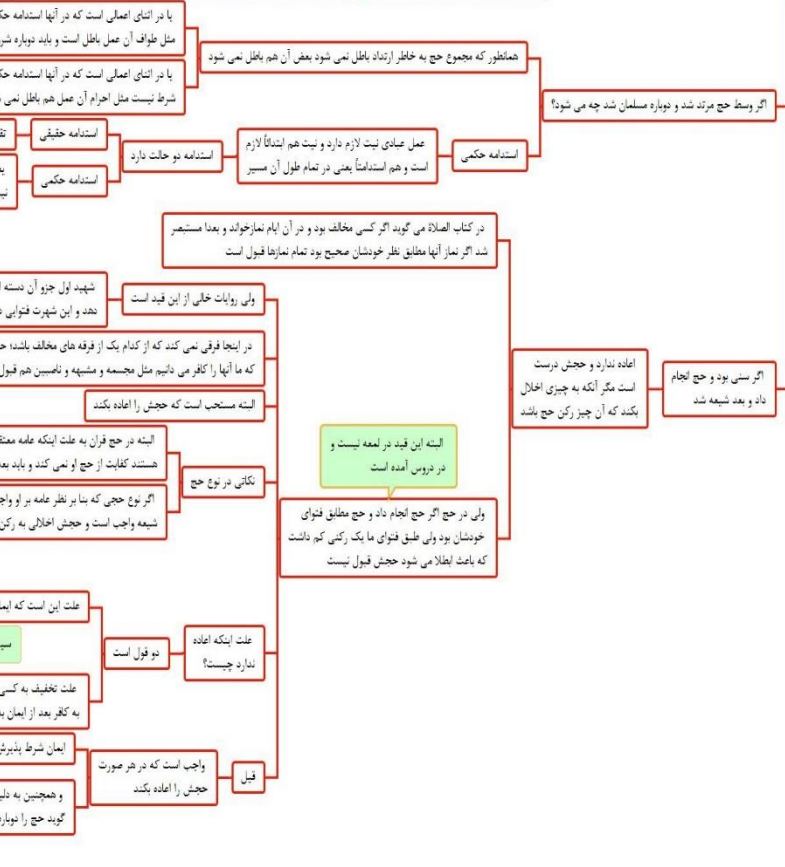 اگر وسط حج مرتد شد و دوباره مسلمان شد چه می شود؟
همانطور که مجموع حج به خاطر ارتداد باطل نمی شود بعض آن هم باطل نمی شود
یا در اثنای اعمالی است که در آنها استدامه
مثل طواف آن عمل باطل است و باید دوباره
یا در اثنای اعمالی است که در آنها استدامه
شرط نیست مثل احرام آن عمل هم باطل نمی
استدامه حکمی
عمل عبادی نیت لازم دارد و نیت هم ابتدائاً لازم
است و هم استدامتاً یعنی در تمام طول آن مسیر
استدامه دو حالت دارد
استدامه حقیقی
استدامه حکمی
اگر سنی بود و حج انجام
داد و بعد شیعه شد
اعاده ندارد و حجش درست
است مگر آنکه به چیزی اخلال
بکند که آن چیز رکن حج باشد
در کتاب الصلاة می گوید اگر کسی مخالف بود و در آن ایام نمازخواند و بعدا مستبصر
شد اگر نماز آنها مطابق نظر خودشان صحیح بود تمام نمازها قبول است
البته این قید در لمعه نیست و
در دروس آمده است
ولی در حج اگر حج انجام داد و حج مطابق فتوای
خودشان بود ولی طبق فتوای ما یک رکنی کم داشت
که باعث ابطلا می شود حجش قبول نیست
ولی روایات خالی از این قید است
شهید اول جزو آن دسته
دهد و این شهرت فتوایی
در اینجا فرقی نمی کند که از کدام یک از فرقه های مخالف باشد؛
که ما آنها را کافر می دانیم مثل مجسمه و مشبهه و ناصبین هم قبول
البته مستحب است که حجش را اعاده بکند
نکاتی در نوع حج
البته در حج قران به علت اینکه عامه
هستند کفایت از حج او نمی کند و باید
اگر نوع حجی که بنا بر نظر عامه بر او
شیعه واجب است و حجش اخلالی به رکن
علت اینکه اعاده
ندارد چیست؟
دو قول است
علت این است که
علت تخفیف به کسی
به کافر بعد از ایمان
قیل
واجب است که در هر صورت
حجش را اعاده بکند
ایمان شرط پذیرش
و همچنین به
گوید حج را دوباره